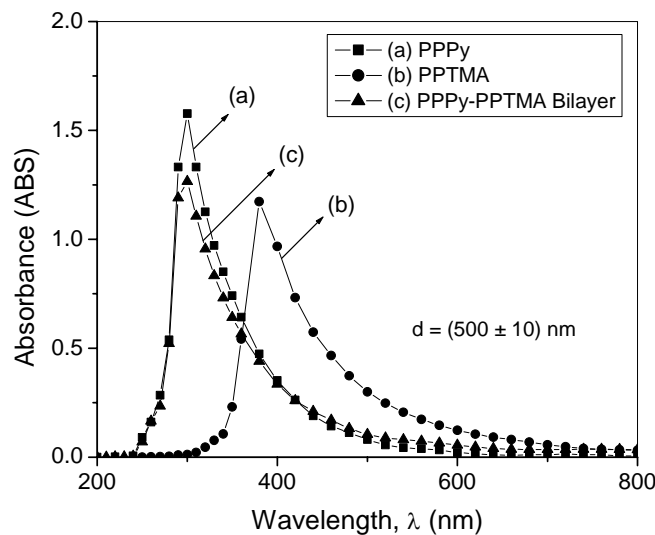 2.0
1.5
1.0
0.5
0.0
Absorbance (ABS)
(a) PPPy
(b) PPTMA
(c) PPPy-PPTMA Bilayer
(a)
(c)
(b)
d = (500 ± 10) nm
200 400 600 800
Wavelength, λ (nm)